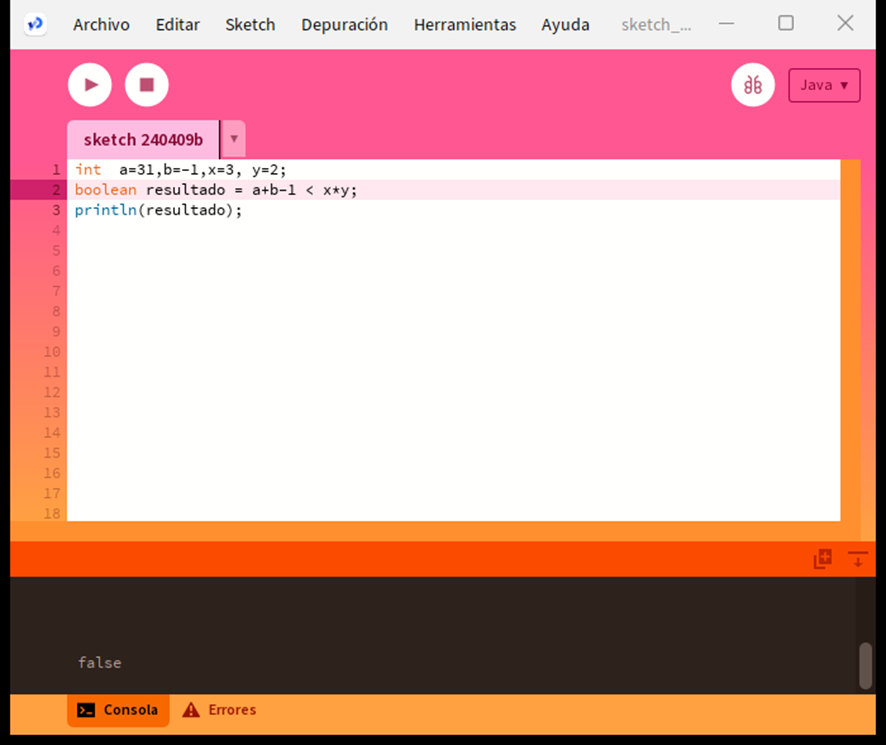 Archivo Editar Sketch Depuración Herramientas Ayuda sketch_...
Java ▾
sketch 240409b ▾
1 int  a=31,b=-1,x=3, y=2;
2 boolean resultado = a+b-1 < x*y;
3 println(resultado);
4
5
6
7
8
9
10
11
12
13
14
15
16
17
18
false
Consola Errores